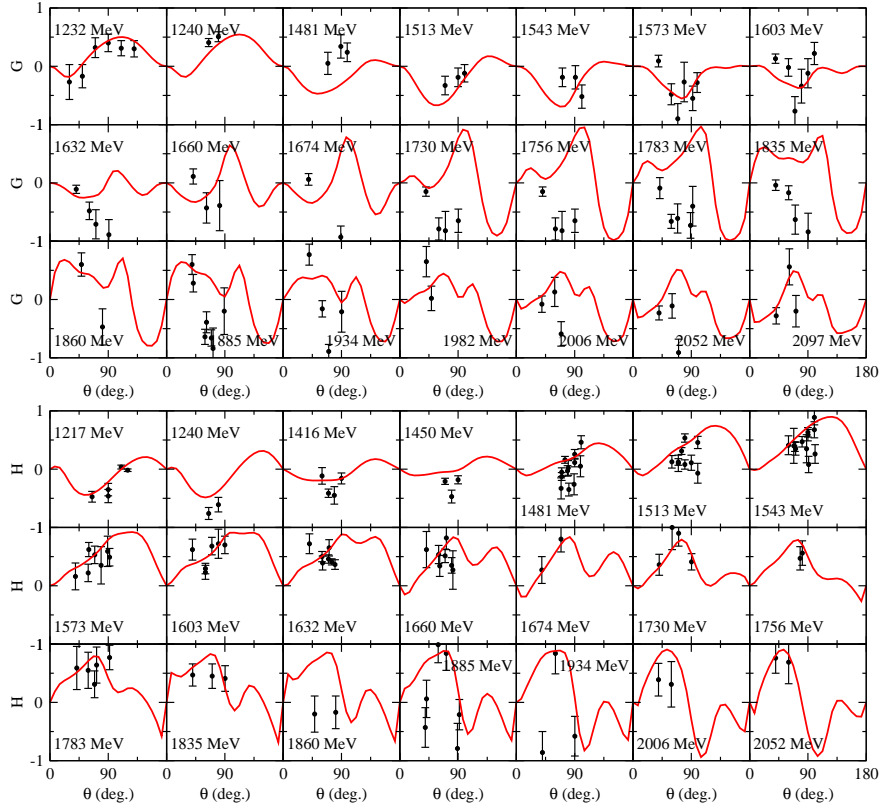 1
1232 MeV 1240 MeV 1481 MeV 1513 MeV 1543 MeV 1573 MeV 1603 MeV
G 0
-1
1632 MeV 1660 MeV 1674 MeV 1730 MeV 1756 MeV 1783 MeV 1835 MeV
0
-1
G 0
1860 MeV 885 MeV 1934 MeV 1982 MeV 2006 MeV 2052 MeV 2097 MeV
-1
0 90 0 90 0 90 0 90 0 90 0 90 0 90 180
θ (deg.) θ (deg.) θ (deg.) θ (deg.) θ (deg.) θ (deg.) θ (deg.)
1
1217 MeV 1240 MeV 1416 MeV 1450 MeV
H 0
1481 MeV 1513 MeV 1543 MeV
-1
H 0
1573 MeV 1603 MeV 1632 MeV 1660 MeV 1674 MeV 1730 MeV 1756 MeV
-1
1885 MeV 1934 MeV
H 0
1783 MeV 1835 MeV 1860 MeV 2006 MeV 2052 MeV
-1
0 90 0 90 0 90 0 90 0 90 0 90 0 90 180
θ (deg.) θ (deg.) θ (deg.) θ (deg.) θ (deg.) θ (deg.) θ (deg.)